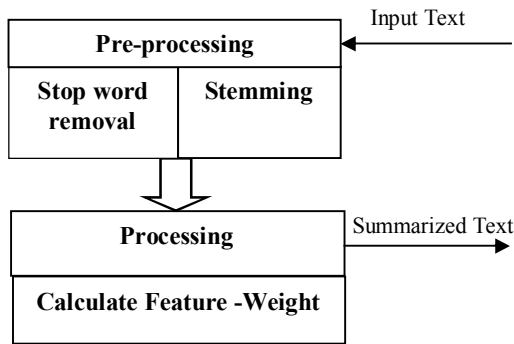 Input Text
Pre-processing
Stop word
removal
Stemming
Processing
Summarized Text
Calculate Feature -Weight